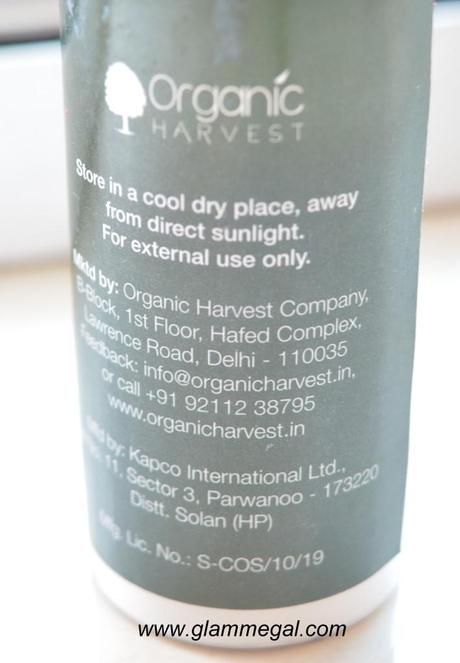 Organic
HARVEST
Store in a cool dry place, away
from direct sunlight.
For external use only.
Mktd by: Organic Harvest Company,
B-Block, 1st Floor, Hafed Complex,
Lawrence Road, Delhi - 110035
Feedback: info@organicharvest.in,
or call +91 92112 38795
www.organicharvest.in
by: Kapco International Ltd.,
11, Sector 3, Parwanoo - 173220
Distt. Solan (HP)
Mfg. Lic. No.: S-COS/10/19
www.glammegal.com